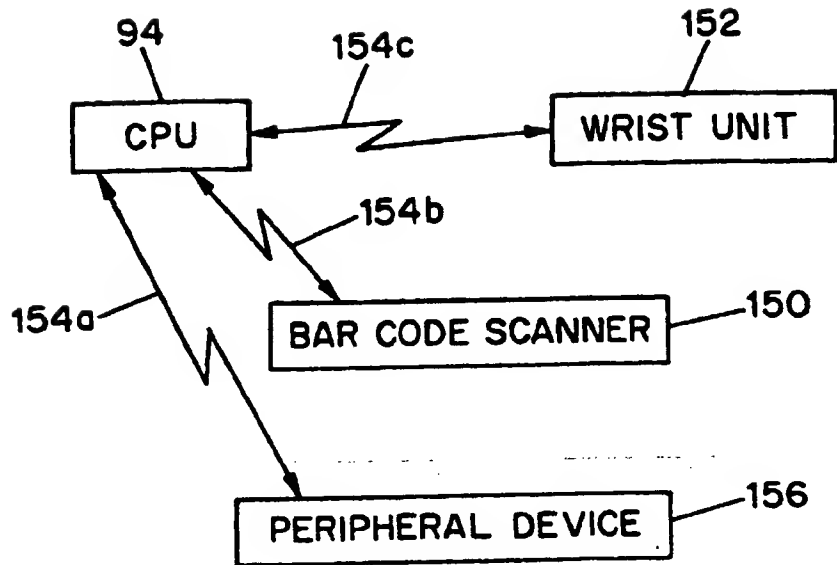 94
154c
152
CPU
WRIST UNIT
154b
154a
BAR CODE SCANNER
150
PERIPHERAL DEVICE
156